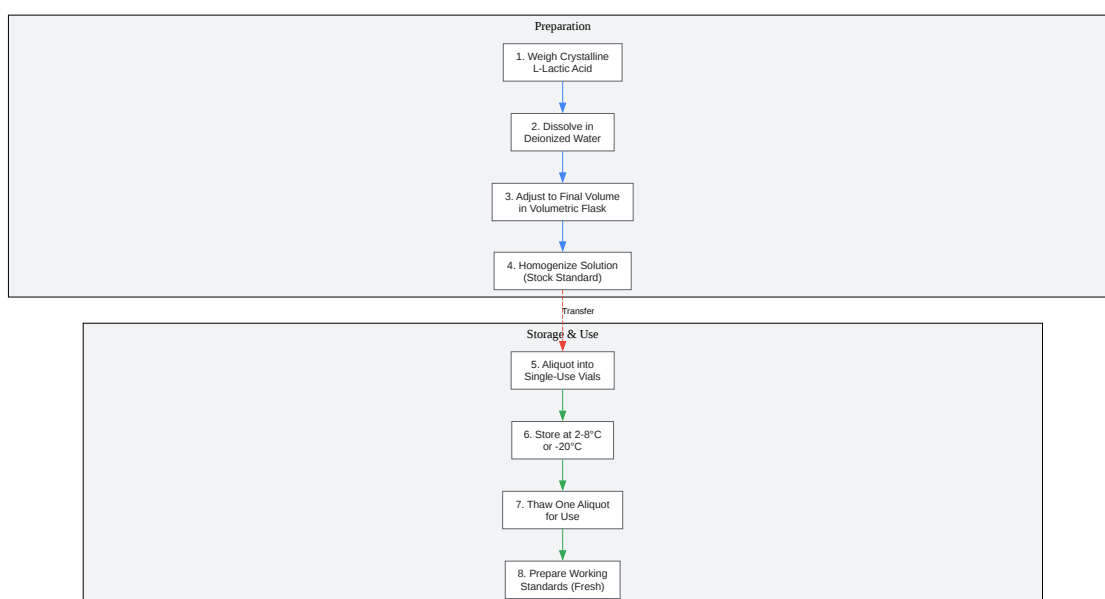 Preparation
1. Weigh Crystalline
L-Lactic Acid
2. Dissolve in
Deionized Water
3. Adjust to Final Volume
in Volumetric Flask
4. Homogenize Solution
(Stock Standard)
Transfer
Storage & Use
5. Aliquot into
Single-Use Vials
6. Store at 2-8°C
or -20°C
7. Thaw One Aliquot
for Use
8. Prepare Working
Standards (Fresh)